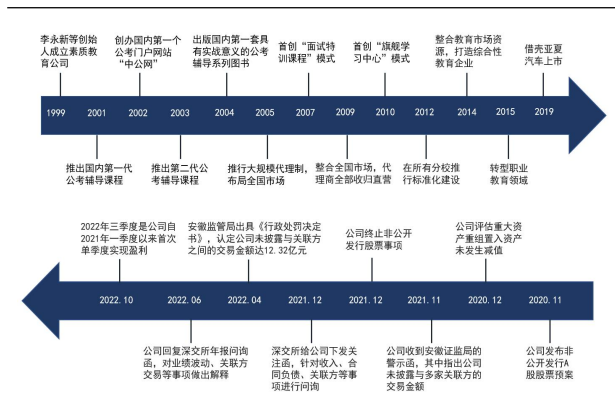 李永新等创始
人成立素质教
育公司
创办国内第一个
公考门户网站
“中公网”
出版国内第一套具
有实战意义的公考
辅导系列图书
首创“面试特
训课程”模式
首创“旗舰学
习中心”模式
整合教育市场资
源，打造综合性
教育企业
借壳亚夏
汽车上市
1999 2001 2002 2003 2004 2005 2007 2009 2010 2012 2014 2015 2019
推出国内第一代
公考辅导课程
推出第二代公
考辅导课程
推行大规模代理制，
布局全国市场
整合全国市场，代
理商全部收归直营
在所有分校推
行标准化建设
转型职业
教育领域
2022年三季度是公司自
2021年一季度以来首次
单季度实现盈利
安徽监管局出具《行政处罚决定
书》，认定公司未披露与关联方
之间的交易金额达12.32亿元
公司终止非公开
发行股票事项
公司评估重大资
产重组置入资产
未发生减值
2022.10 2022.06 2022.04 2021.12 2021.12 2021.11 2020.12 2020.11
公司回复深交所年报问询
函，对业绩波动、关联方
交易等事项做出解释
深交所给公司下发关
注函，针对收入、合
同负债、关联方等事
项进行问询
公司收到安徽证监局的
警示函，其中指出公司
未披露与多家关联方的
交易金额
公司发布非
公开发行A
股股票预案